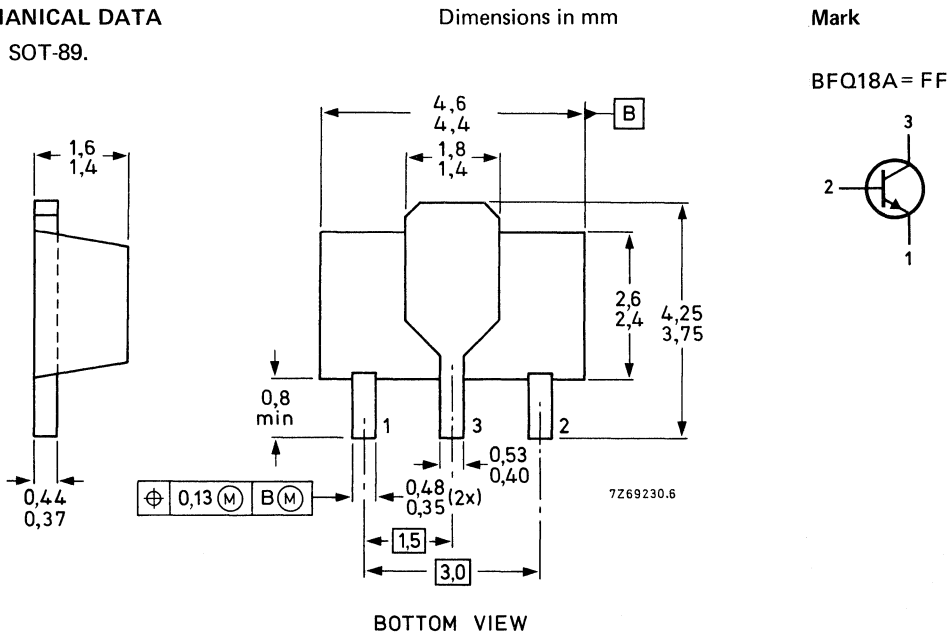 HANICAL DATA
SOT-89.
Dimensions in mm
Mark
BFQ18A = FF
3
2
1
1,6
1,4
4,6
4,4
B
1,8
1,4
2,6
2,4
4,25
3,75
0,8
min
1
3
2
0,53
0,40
0,44
0,37
0,13 M B M
0,48
0,35 (2x)
7Z69230.6
1,5
3,0
BOTTOM VIEW